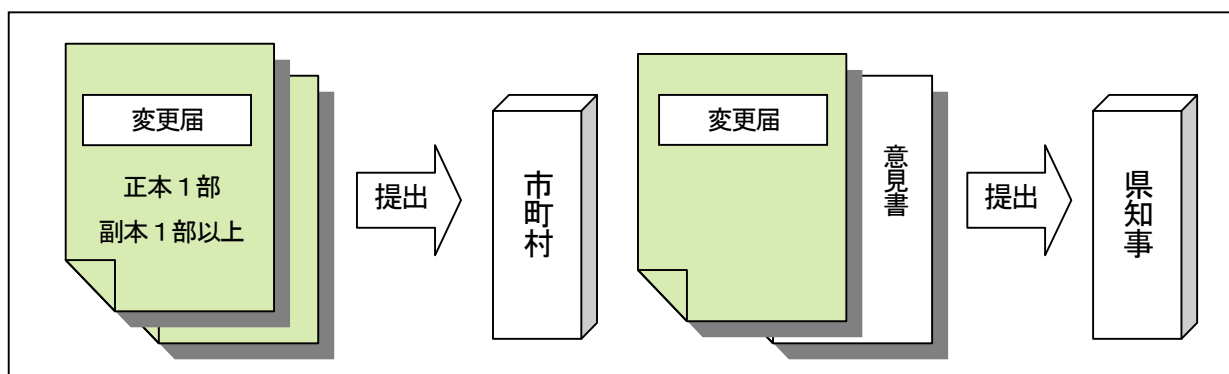 変更届
正本１部
副本１部以上
提出
市町村
変更届
意見書
提出
県知事